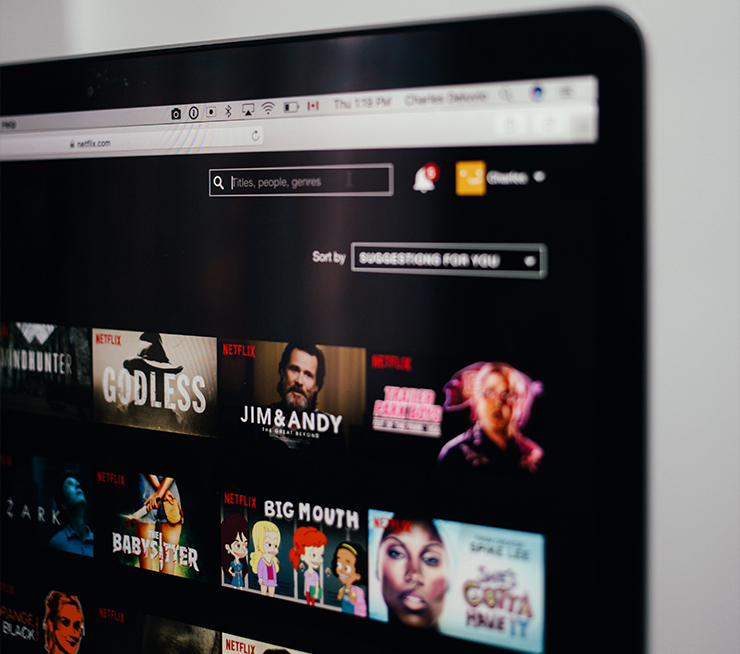 Help
Thu 1:19 PM Charles Deluvio
netflix.com
Titles, people, genres
6
Charles
Sort by
SUGGESTIONS FOR YOU
MINDHUNTER
NETFLIX
GODLESS
NETFLIX
JIM & ANDY
THE GREAT BEYOND
NETFLIX
TRAILER
PARK BOYS
ZARK
NETFLIX
THE
BABYSITTER
NETFLIX
BIG MOUTH
NETFLIX
SPIKE LEE
SHE'S
GOTTA
HAVE IT
BLACK
NETFLIX
NETFLIX